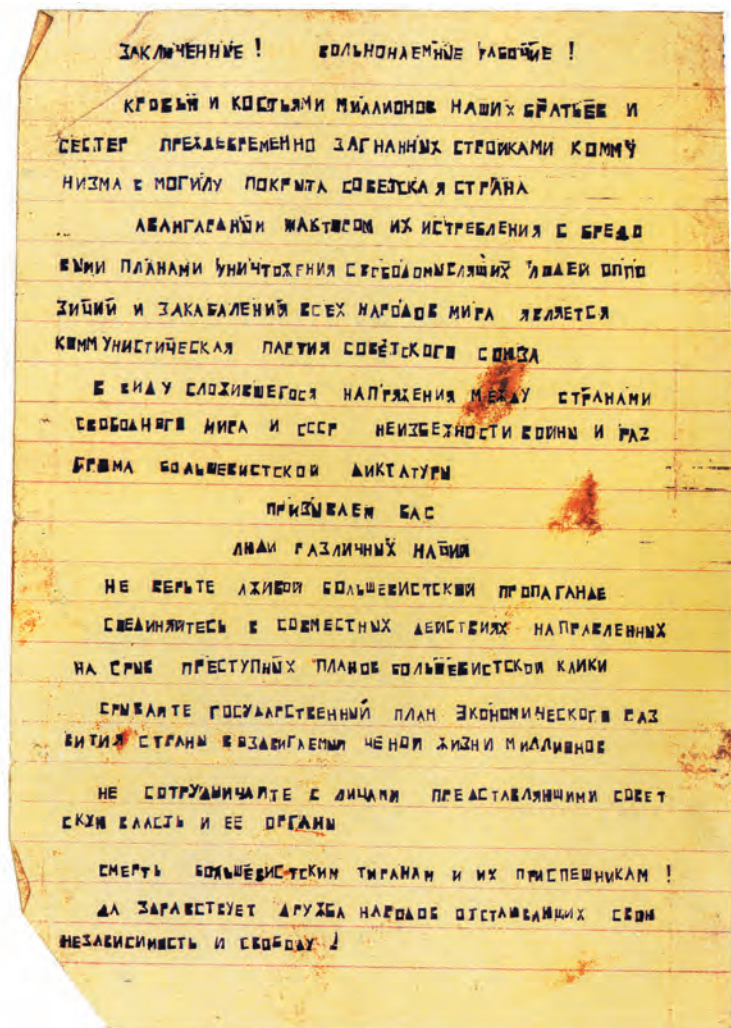 ЗАКЛЮЧЕННЫЕ ! ВОЛЬНОНАЕМНЫЕ РАБОЧИЕ !
КРОВЬЮ И КОСТЬЯМИ МИЛЛИОНОВ НАШИХ БРАТЬЕВ И
СЕСТЕР ПРЕЖДЕВРЕМЕННО ЗАГНАННЫХ СТРОЙКАМИ КОММУ
НИЗМА В МОГИЛУ ПОКРЫТА СОВЕТСКАЯ СТРАНА
АВАНГАРДНЫМ ФАКТОРОМ ИХ ИСТРЕБЛЕНИЯ С БРЕДО
ВЫМИ ПЛАНАМИ УНИЧТОЖЕНИЯ СВОБОДОМЫСЛЯЩИХ ЛЮДЕЙ ОППО
ЗИЦИЙ И ЗАКАБАЛЕНИЯ ВСЕХ НАРОДОВ МИРА ЯВЛЯЕТСЯ
КОММУНИСТИЧЕСКАЯ ПАРТИЯ СОВЕТСКОГО СОЮЗА
В ВИДУ СЛОЖИВШЕГОСЯ НАПРЯЖЕНИЯ МЕЖДУ СТРАНАМИ
СВОБОДНОГО МИРА И СССР НЕИЗБЕЖНОСТИ ВОЙНЫ И РАЗ
ГРОМА БОЛЬШЕВИСТСКОЙ ДИКТАТУРЫ
ПРИЗЫВАЕМ ВАС
ЛЮДИ РАЗЛИЧНЫХ НАЦИЯ
НЕ ВЕРЬТЕ ЛЖИВОЙ БОЛЬШЕВИСТСКОЙ ПРОПАГАНДЕ
СОЕДИНЯЙТЕСЬ В СОВМЕСТНЫХ ДЕЙСТВИЯХ НАПРАВЛЕННЫХ
НА СРЫВ ПРЕСТУПНЫХ ПЛАНОВ БОЛЬШЕВИСТСКОЙ КЛИКИ
СРЫВАЙТЕ ГОСУДАРСТВЕННЫЙ ПЛАН ЭКОНОМИЧЕСКОГО РАЗ
ВИТИЯ СТРАНЫ ВОЗДВИГАЕМЫЙ ЧЕНОЙ ЖИЗНИ МИЛЛИОНОВ
НЕ СОТРУДНИЧАЙТЕ С ЛИЦАМИ ПРЕДСТАВЛЯЮЩИМИ СОВЕТ
СКУЮ ВЛАСТЬ И ЕЕ ОРГАНЫ
СМЕРТЬ БОЛЬШЕВИСТСКИМ ТИРАНАМ И ИХ ПРИСПЕШНИКАМ !
ДА ЗДРАВСТВУЕТ ДРУЖБА НАРОДОВ ОТСТАИВАЮЩИХ СВОЮ
НЕЗАВИСИМОСТЬ И СВОБОДУ !